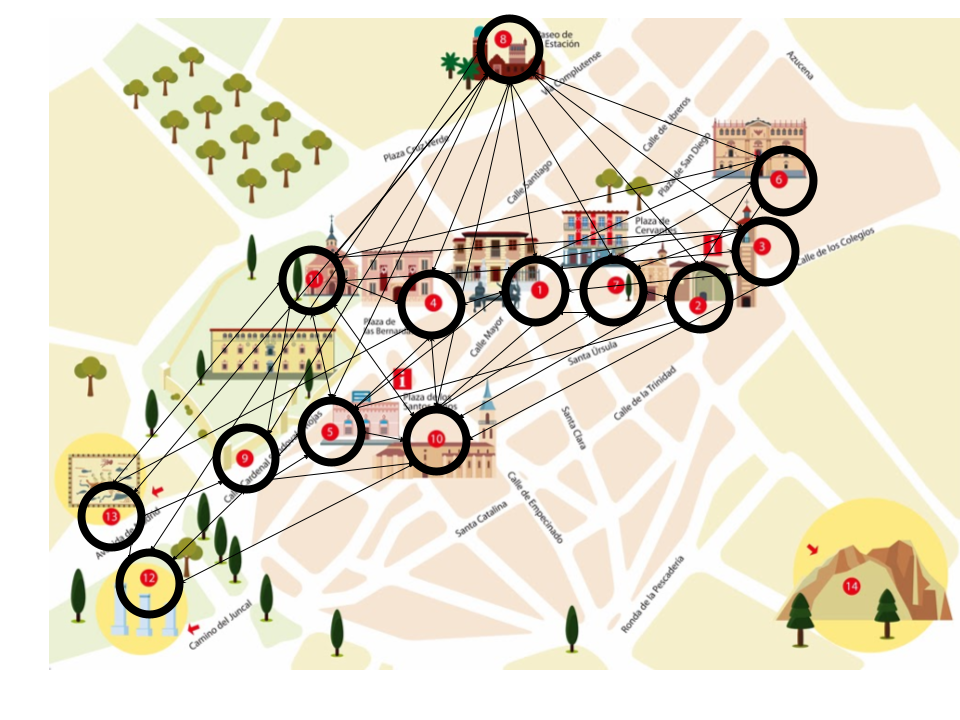 8
aseo de
Estación
Vía Complutense
Azucena
Calle de Libreros
Plaza Cruz Verde
Plaza de San Diego
Calle Santiago
6
Plaza de
Cervantes
i
3
Calle de los Colegios
11
4
1
7
2
Plaza de
las Bernardas
Calle Mayor
Santa Úrsula
i
Calle de la Trinidad
Plaza de los
Santos Niños
5
10
Santa Clara
9
Calle Cardenal Sandoval y Rojas
Calle de Empecinado
13
Avenida de Madrid
Santa Catalina
12
14
Camino del Juncal
Ronda de la Pescadería